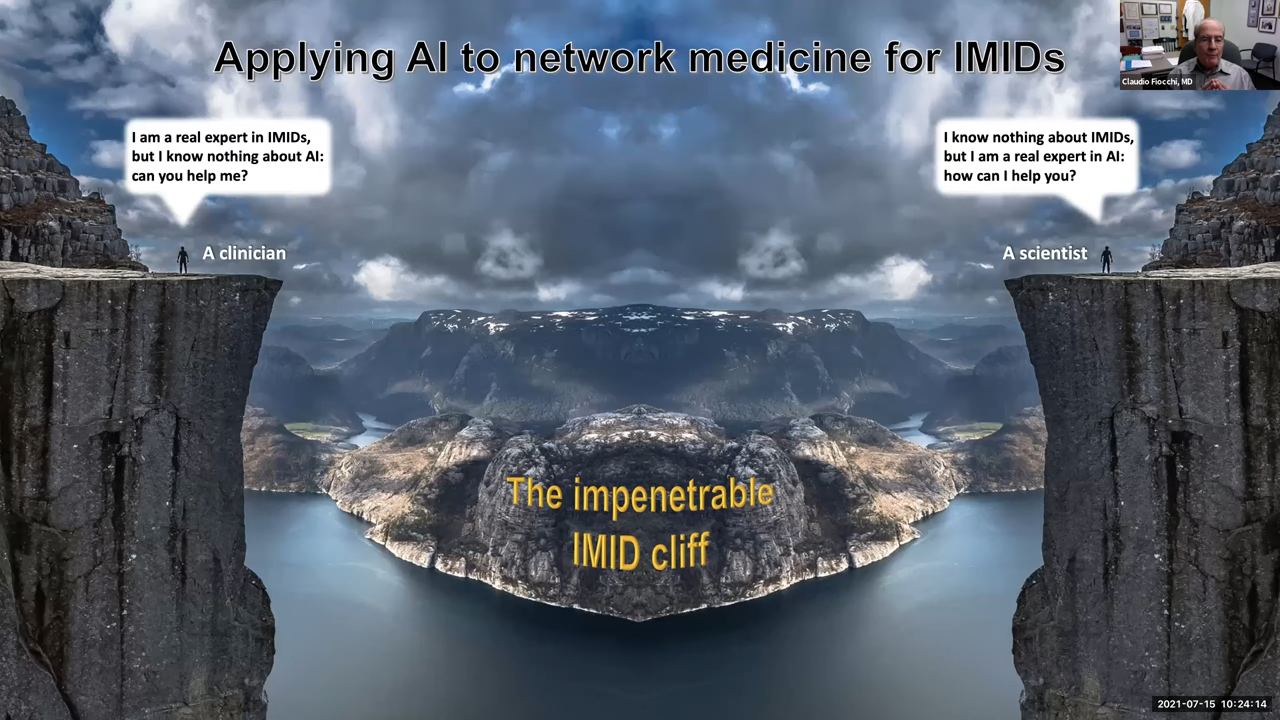 Applying AI to network medicine for IMIDs
Claudio Fiocchi, MD
I am a real expert in IMIDs,
but I know nothing about AI:
can you help me?
I know nothing about IMIDs,
but I am a real expert in AI:
how can I help you?
A clinician
A scientist
The impenetrable
IMID cliff
2021-07-15 10:24:14